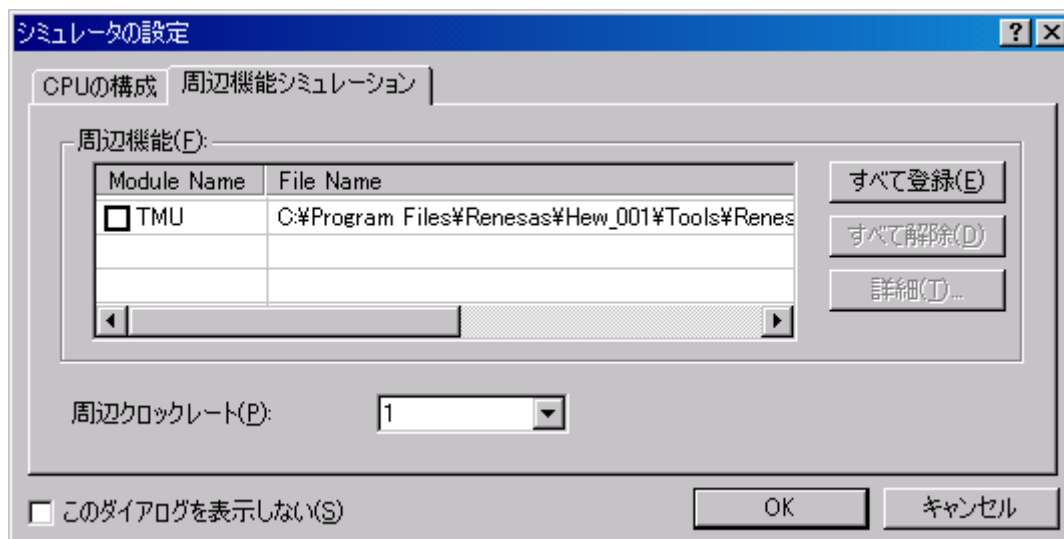 シミュレータの設定
CPUの構成 周辺機能シミュレーション
周辺機能(F):
Module Name File Name
すべて登録(E)
TMU C:¥Program Files¥Renesas¥Hew_001¥Tools¥Renes
すべて解除(D)
詳細(T)...
周辺クロックレート(P): 1
このダイアログを表示しない(S)
OK キャンセル